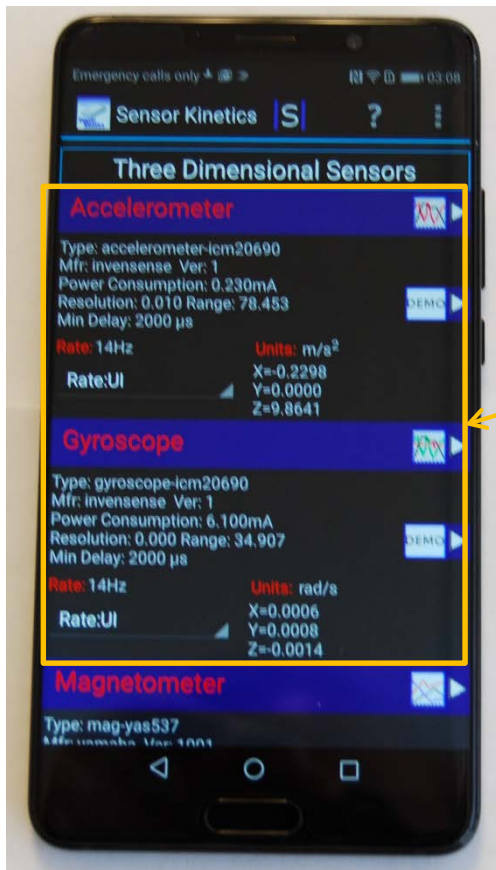 Emergency calls only
03:08
Sensor Kinetics |S| ?
Three Dimensional Sensors
Accelerometer
Type: accelerometer-icm20690
Mfr: invensense Ver: 1
Power Consumption: 0.230mA
Resolution: 0.010 Range: 78.453
DEMO
Min Delay: 2000 µs
Rate: 14Hz
Units: m/s²
Rate:UI
X=-0.2298
Y=0.0000
Z=9.8641
Gyroscope
Type: gyroscope-icm20690
Mfr: invensense Ver: 1
Power Consumption: 6.100mA
Resolution: 0.000 Range: 34.907
DEMO
Min Delay: 2000 µs
Rate: 14Hz
Units: rad/s
Rate:UI
X=0.0006
Y=0.0008
Z=-0.0014
Magnetometer
Type: mag-yas537
Mfr: yamaha Ver: 1001